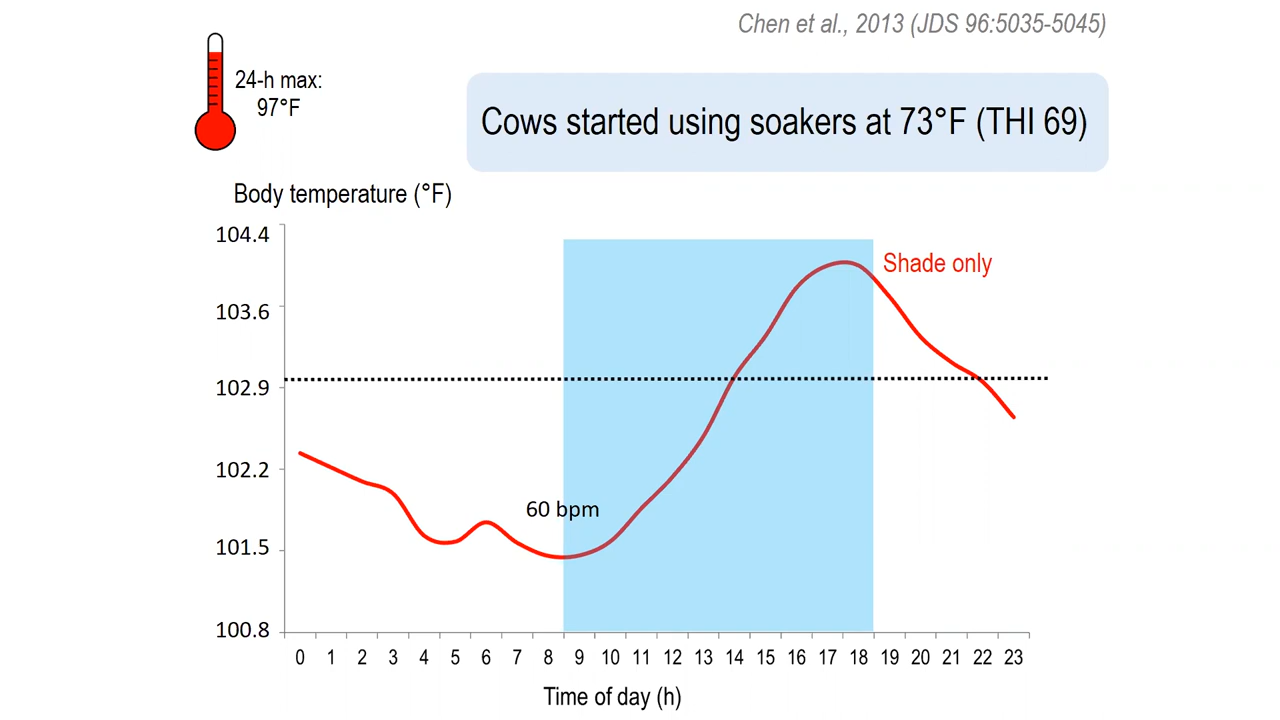 Chen et al., 2013 (JDS 96:5035-5045)
24-h max:
97°F
Cows started using soakers at 73°F (THI 69)
Body temperature (°F)
104.4
Shade only
103.6
102.9
102.2
60 bpm
101.5
100.8
0 1 2 3 4 5 6 7 8 9 10 11 12 13 14 15 16 17 18 19 20 21 22 23
Time of day (h)